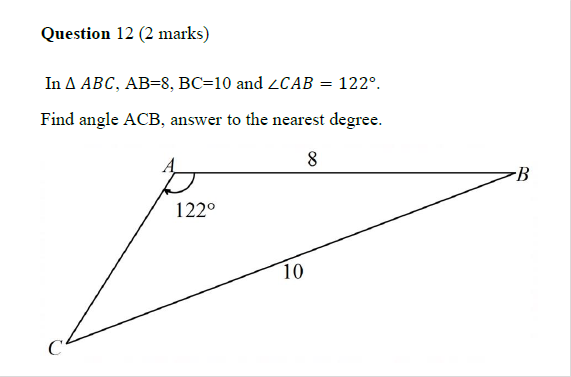 Question 12 (2 marks)
In Δ ABC, AB=8, BC=10 and ∠CAB = 122°.
Find angle ACB, answer to the nearest degree.
A
8
B
122°
10
C